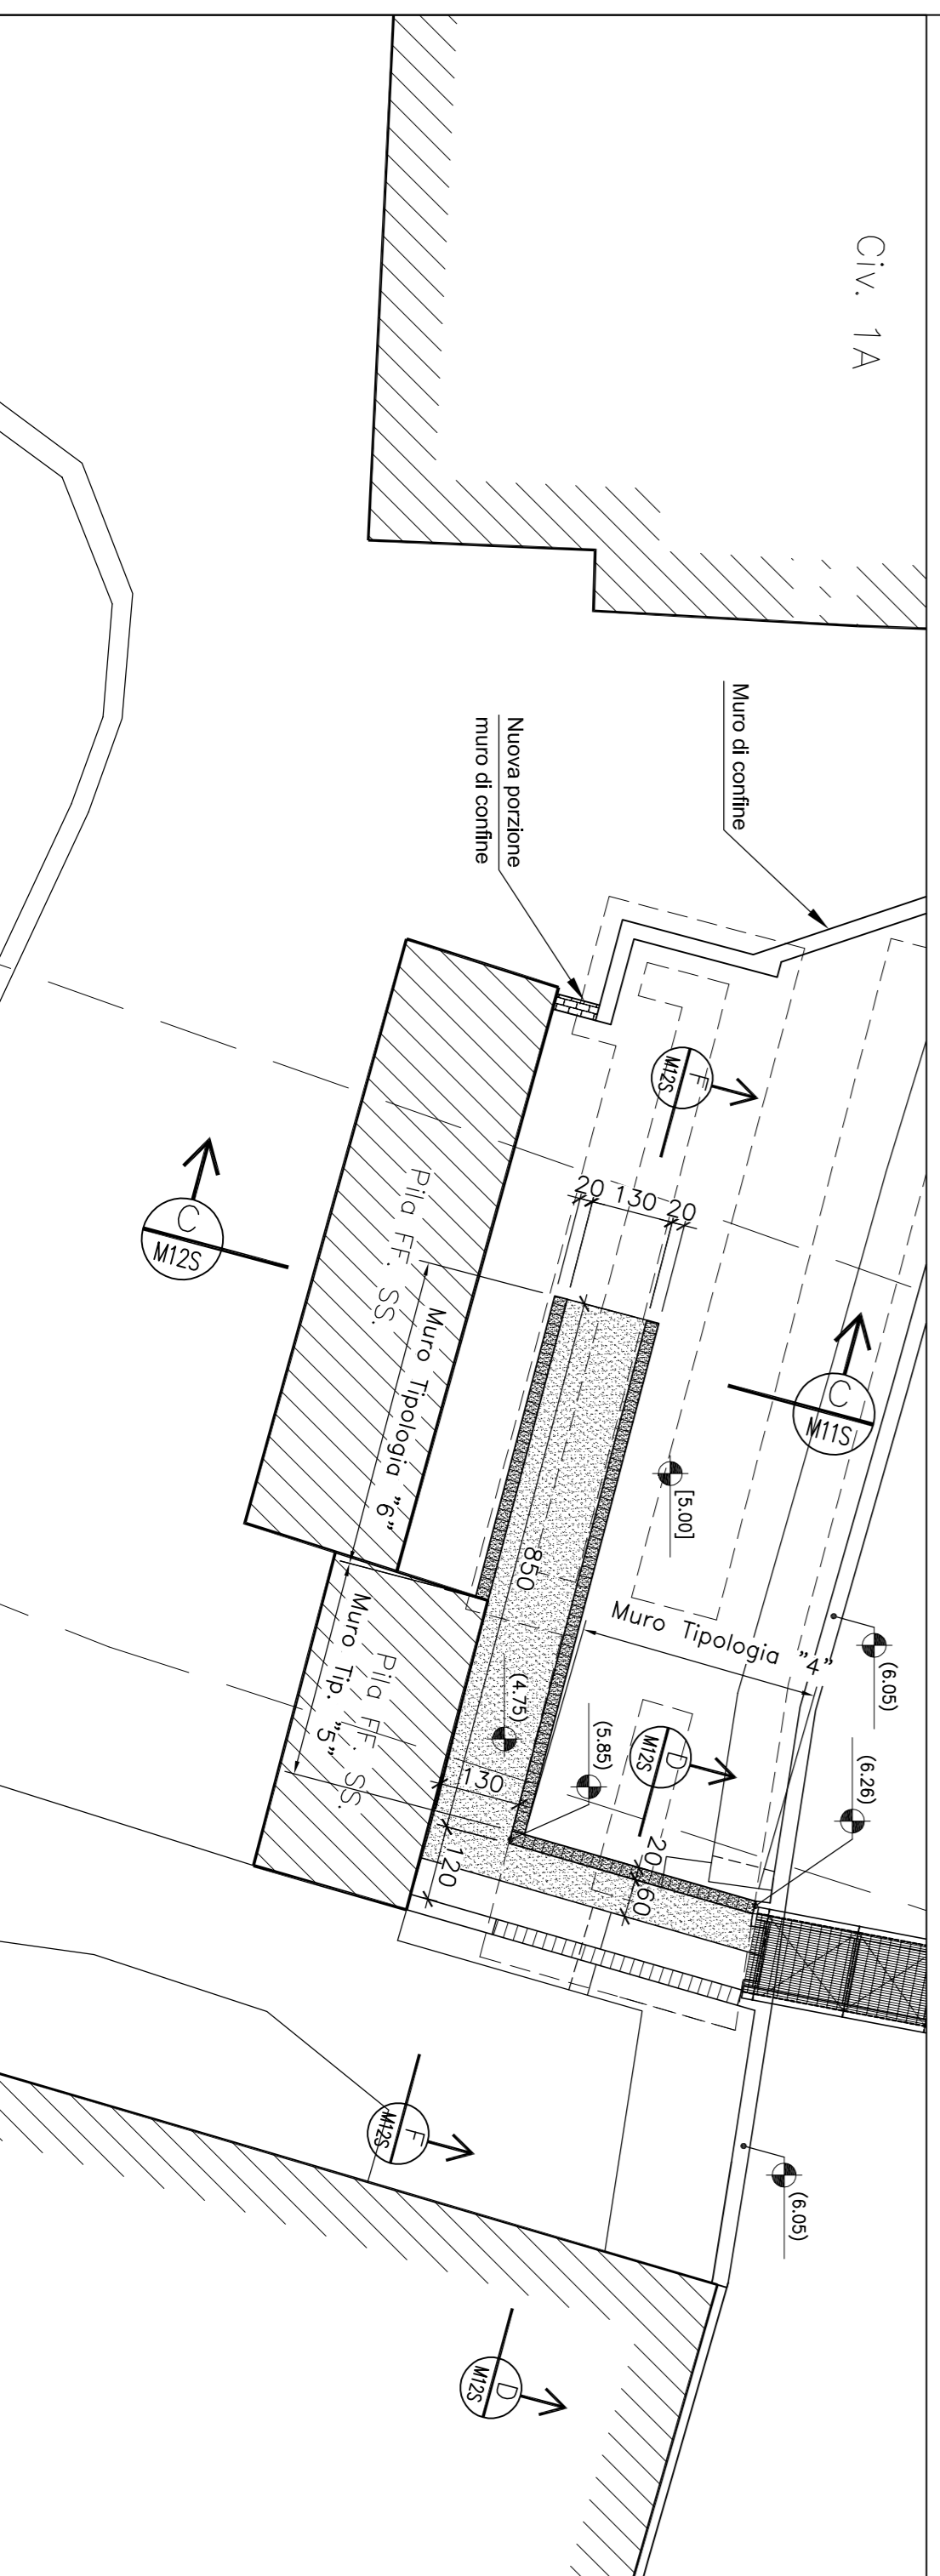 Civ. 1A
Muro di confine
Nuova porzione
muro di confine
F
M12S
20 130 20
C
M12S
Pila FF. SS.
Muro Tipologia "6"
C
M11S
[5.00]
850
Muro Tipologia "4"
(6.05)
(6.26)
(4.75)
(5.85)
D
M12S
Pila FF. SS.
Muro Tip. "5"
130
120
20
60
F
M12S
(6.05)
D
M12S